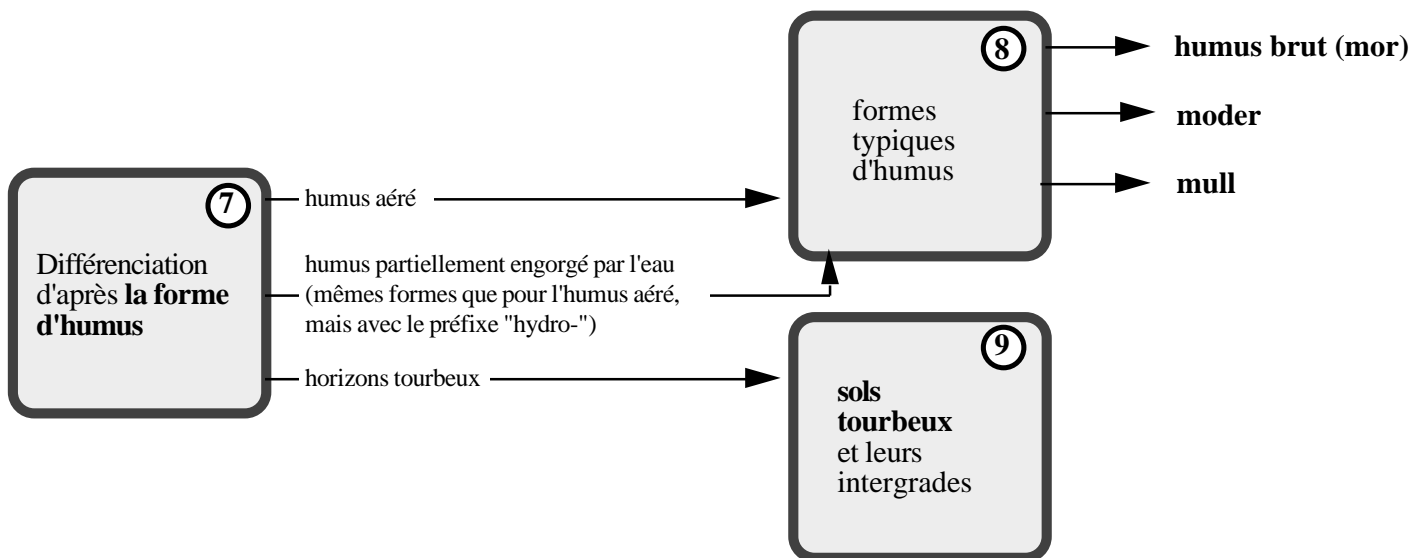 7
Différenciation
d'après la forme
d'humus
humus aéré
humus partiellement engorgé par l'eau
(mêmes formes que pour l'humus aéré,
mais avec le préfixe "hydro-")
horizons tourbeux
8
formes
typiques
d'humus
humus brut (mor)
moder
mull
9
sols
tourbeux
et leurs
intergrades